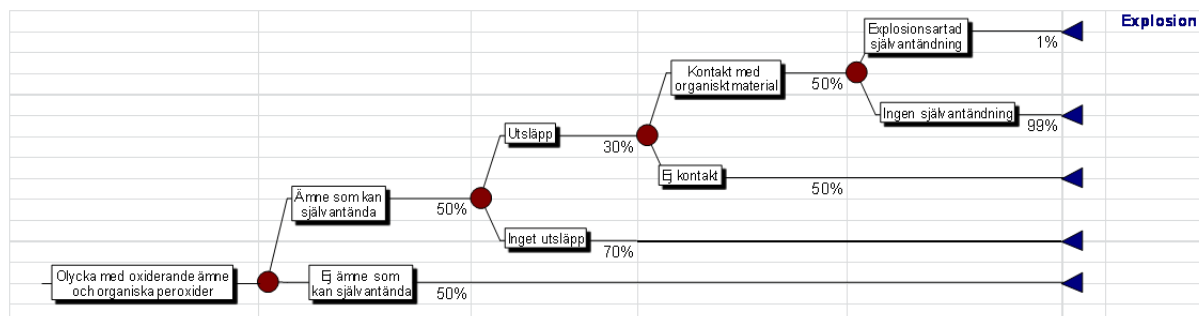 Explosion
Explosionsartad
självantändning
1%
Kontakt med
organiskt material
50%
Ingen självantändning
99%
Utsläpp
30%
Ej kontakt
50%
Ämne som kan
självantända
50%
Inget utsläpp
70%
Olycka med oxiderande ämne
och organiska peroxider
Ej ämne som
kan självantända
50%